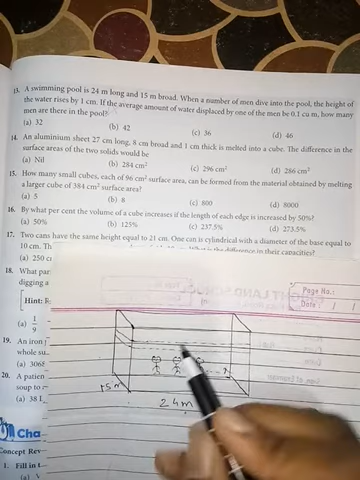 13. A swimming pool is 24 m long and 15 m broad. When a number of men dive into the pool, the height of
the water rises by 1 cm. If the average amount of water displaced by one of the men be 0.1 cu m, how many
men are there in the pool?
(a) 32 (b) 42 (c) 36 (d) 46
14. An aluminium sheet 27 cm long, 8 cm broad and 1 cm thick is melted into a cube. The difference in the
surface areas of the two solids would be
(a) Nil (b) 284 cm² (c) 296 cm² (d) 286 cm²
15. How many small cubes, each of 96 cm² surface area, can be formed from the material obtained by melting
a larger cube of 384 cm² surface area?
(a) 5 (b) 8 (c) 800 (d) 8000
16. By what per cent the volume of a cube increases if the length of each edge is increased by 50%?
(a) 50% (b) 125% (c) 237.5% (d) 273.5%
17. Two cans have the same height equal to 21 cm. One can is cylindrical with a diameter of the base equal to
10 cm. Th the difference in their capacities?
(a) 250 c
18. What par
digging a
Page No.:
Hint: R
Date: / /
(a) 1/9
19. An iron
whole su
(a) 306
15 m
24 m
20. A patien
soup to
(a) 38
Cha
Concept Rev
1. Fill in t
(a)